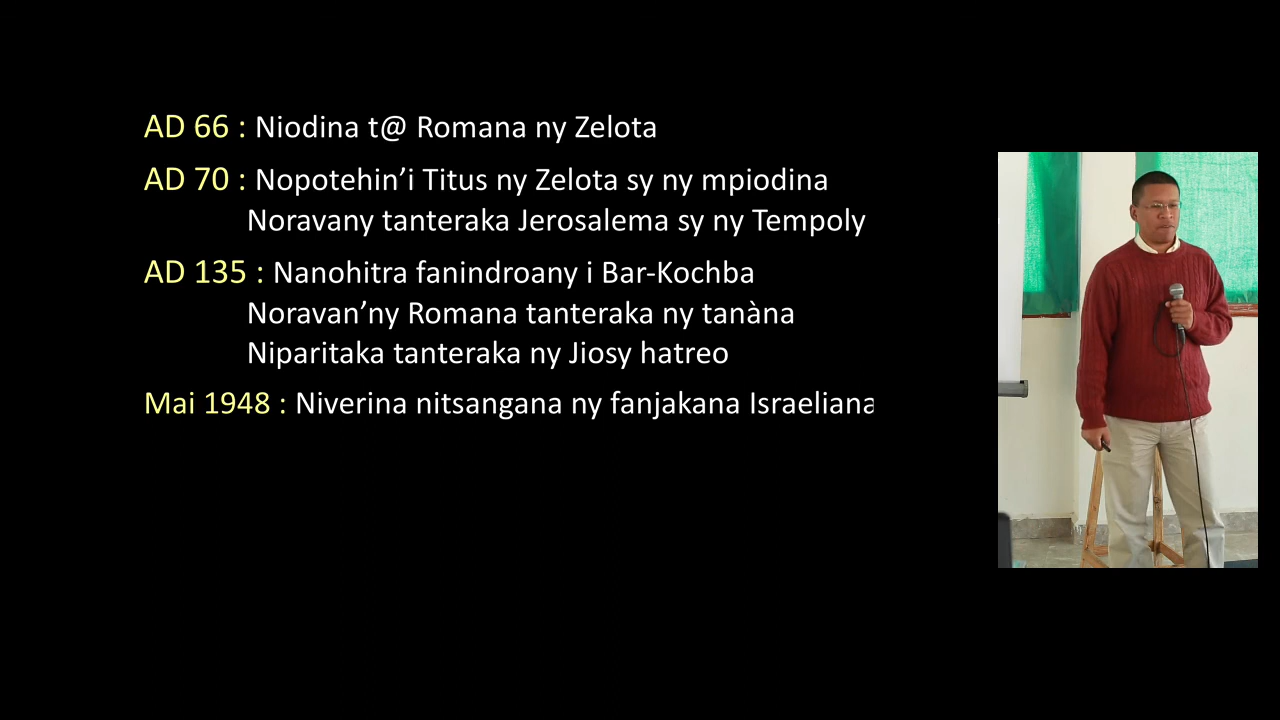 AD 66 : Niodina t@ Romana ny Zelota
AD 70 : Nopotehin’i Titus ny Zelota sy ny mpiodina
Noravany tanteraka Jerosalema sy ny Tempoly
AD 135 : Nanohitra fanindroany i Bar-Kochba
Noravan’ny Romana tanteraka ny tanàna
Niparitaka tanteraka ny Jiosy hatreo
Mai 1948 : Niverina nitsangana ny fanjakana Israeliana